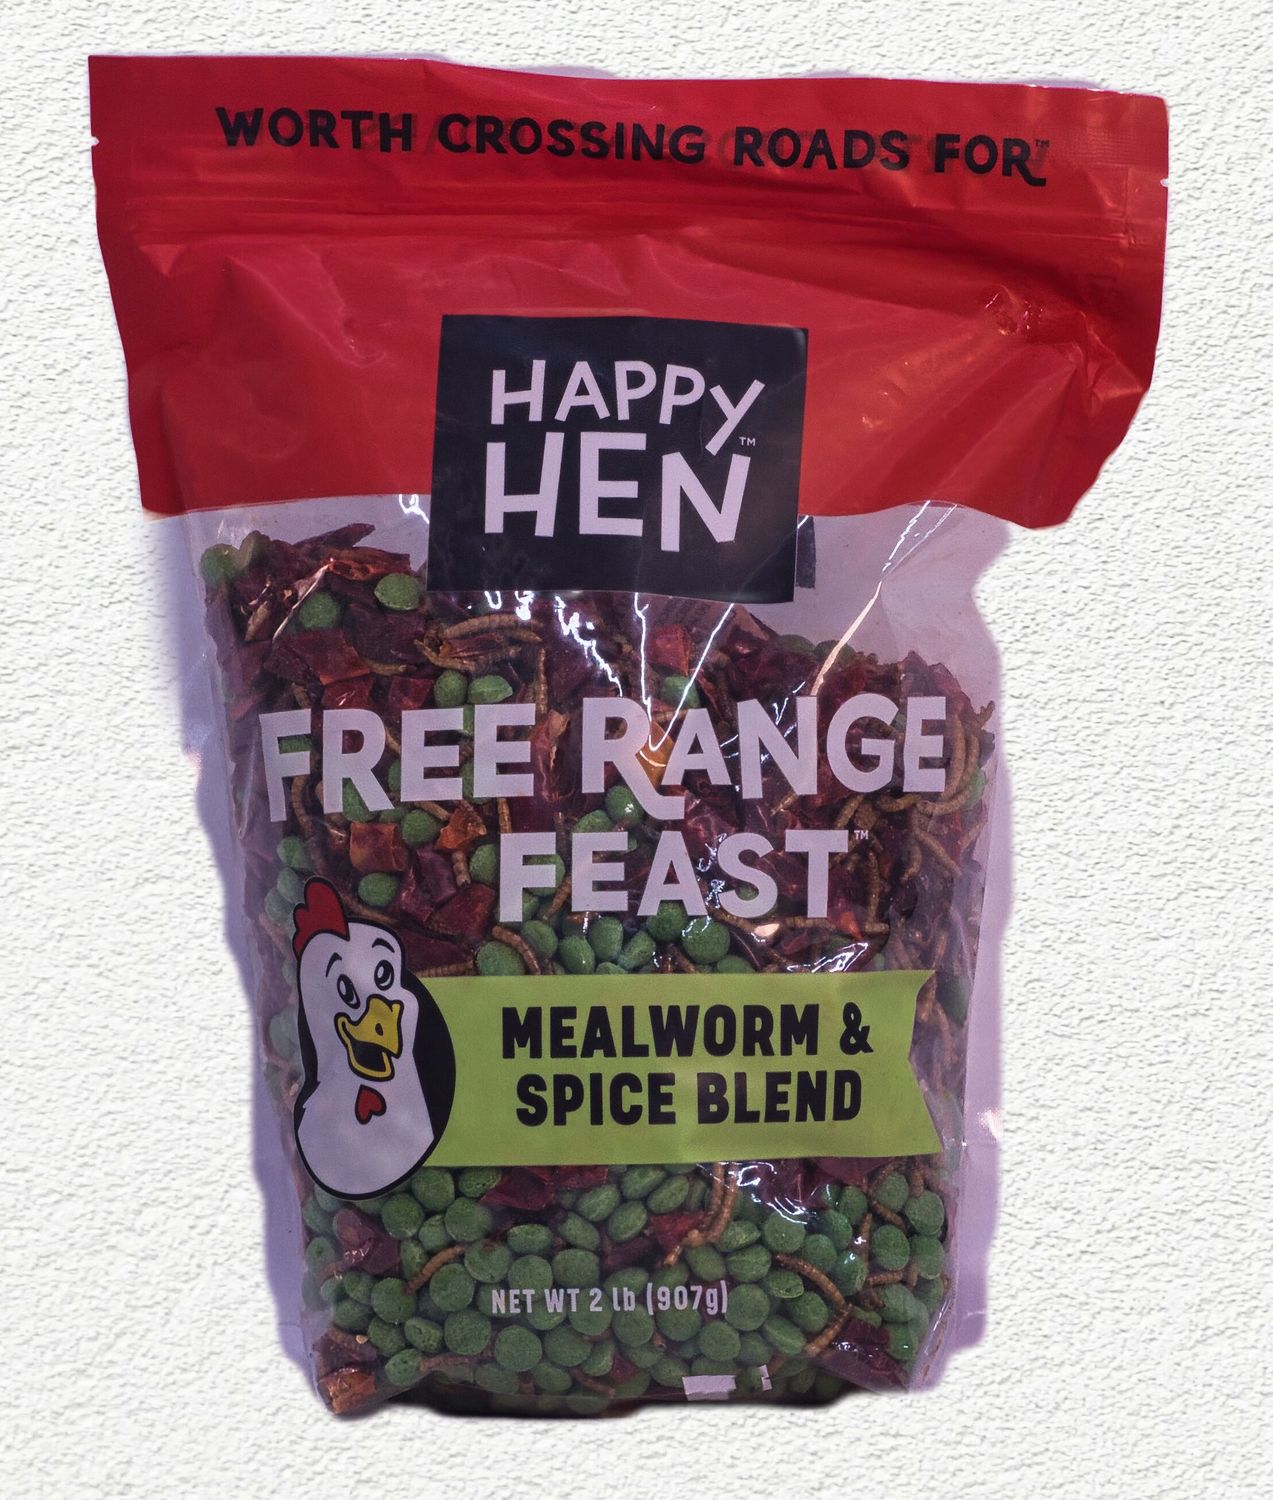 WORTH CROSSING ROADS FOR™
HAPPY
HEN™
FREE RANGE
FEAST™
MEALWORM &
SPICE BLEND
NET WT 2 lb (907g)